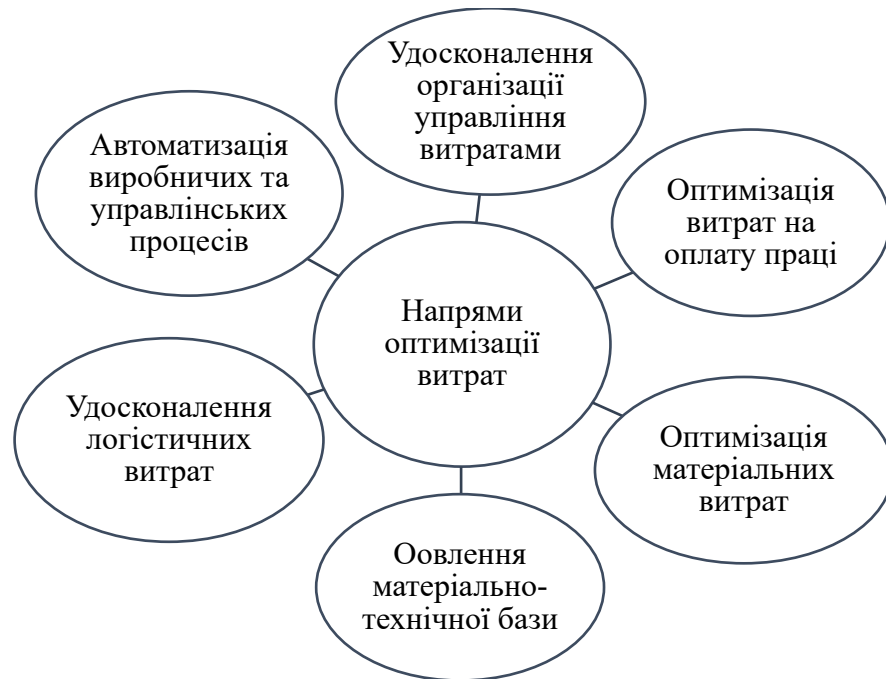 Удосконалення
організації
управління
витратами
Автоматизація
виробничих та
управлінських
процесів
Оптимізація
витрат на
оплату праці
Напрями
оптимізації
витрат
Удосконалення
логістичних
витрат
Оптимізація
матеріальних
витрат
Оовлення
матеріально-
технічної бази